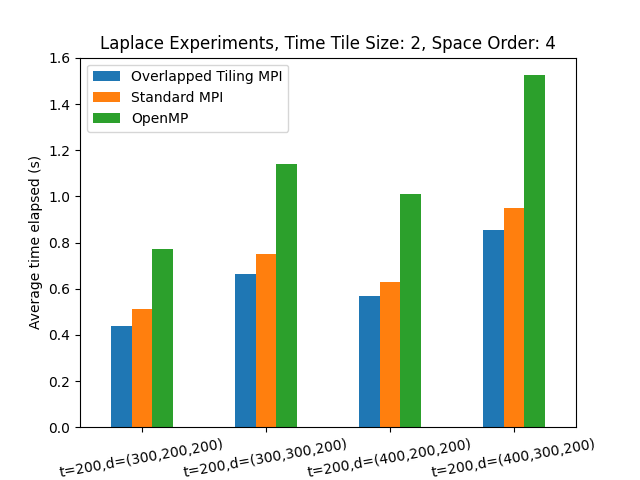 Laplace Experiments, Time Tile Size: 2, Space Order: 4
Overlapped Tiling MPI
Standard MPI
OpenMP
Average time elapsed (s)
1.6
1.4
1.2
1.0
0.8
0.6
0.4
0.2
0.0
t=200,d=(300,200,200)
t=200,d=(300,300,200)
t=200,d=(400,200,200)
t=200,d=(400,300,200)